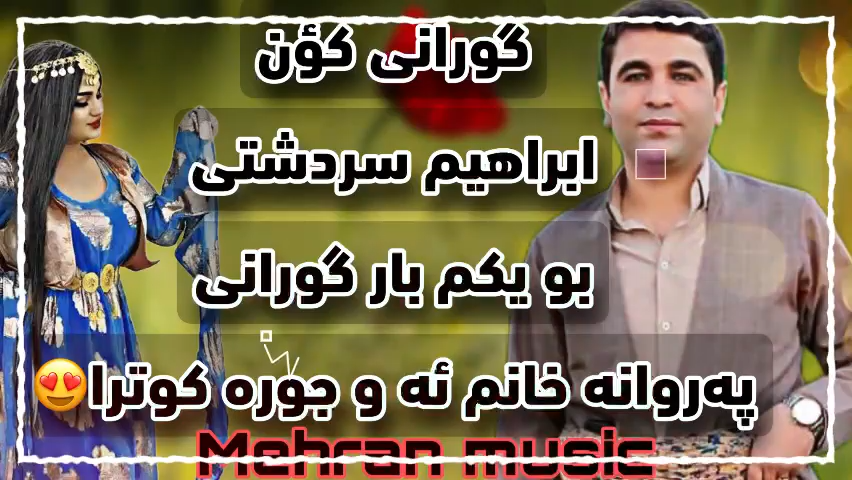 گورانی کۆن
ابراهیم سردشتی
بو یکم بار گورانی
پەروانە خانم ئە و جورە کوترا😍
Mehran music